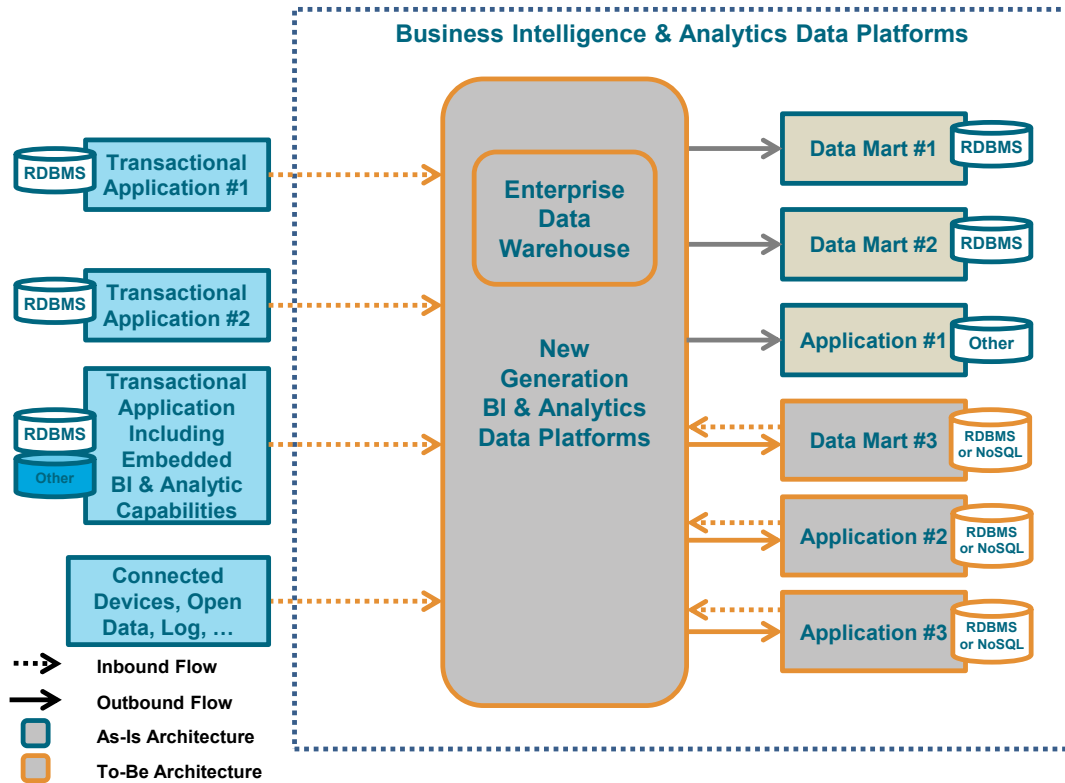 Business Intelligence & Analytics Data Platforms
RDBMS
Transactional
Application #1
RDBMS
Transactional
Application #2
RDBMS
Other
Transactional
Application
Including
Embedded
BI & Analytic
Capabilities
Connected
Devices, Open
Data, Log, …
Enterprise
Data
Warehouse
New
Generation
BI & Analytics
Data Platforms
Data Mart #1
RDBMS
Data Mart #2
RDBMS
Application #1
Other
Data Mart #3
RDBMS
or NoSQL
Application #2
RDBMS
or NoSQL
Application #3
RDBMS
or NoSQL
Inbound Flow
Outbound Flow
As-Is Architecture
To-Be Architecture